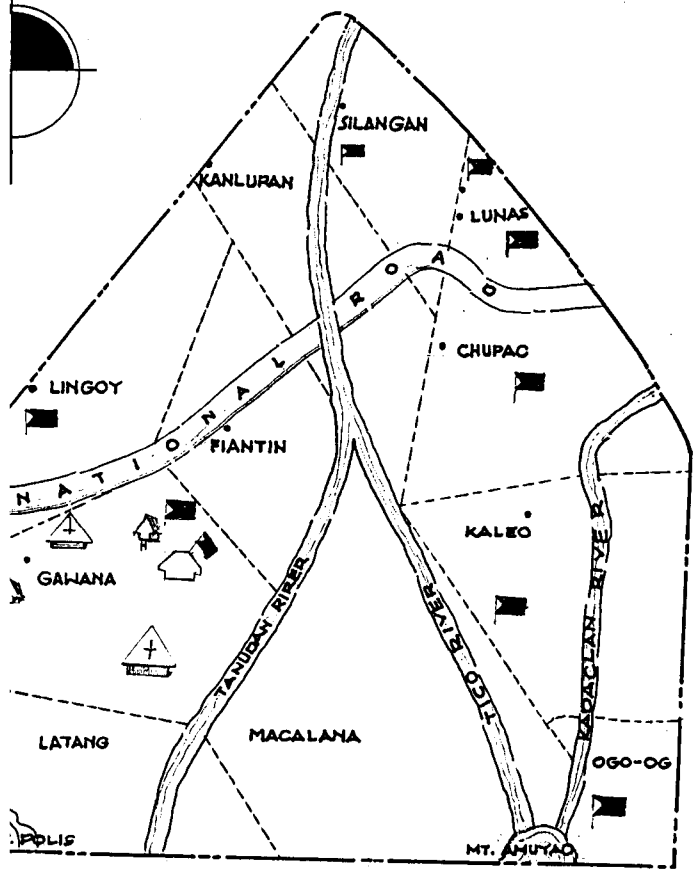 SILANGAN
KANLURAN
LUNAS
NATIONAL ROAD
CHUPAC
LINGOY
FIANTIN
KALEO
GAWANA
TANUDAN RIRER
TICO RIVER
KADACLAN RIVER
LATANG
MACALANA
OGO-OG
POLIS
MT. AMUYAO